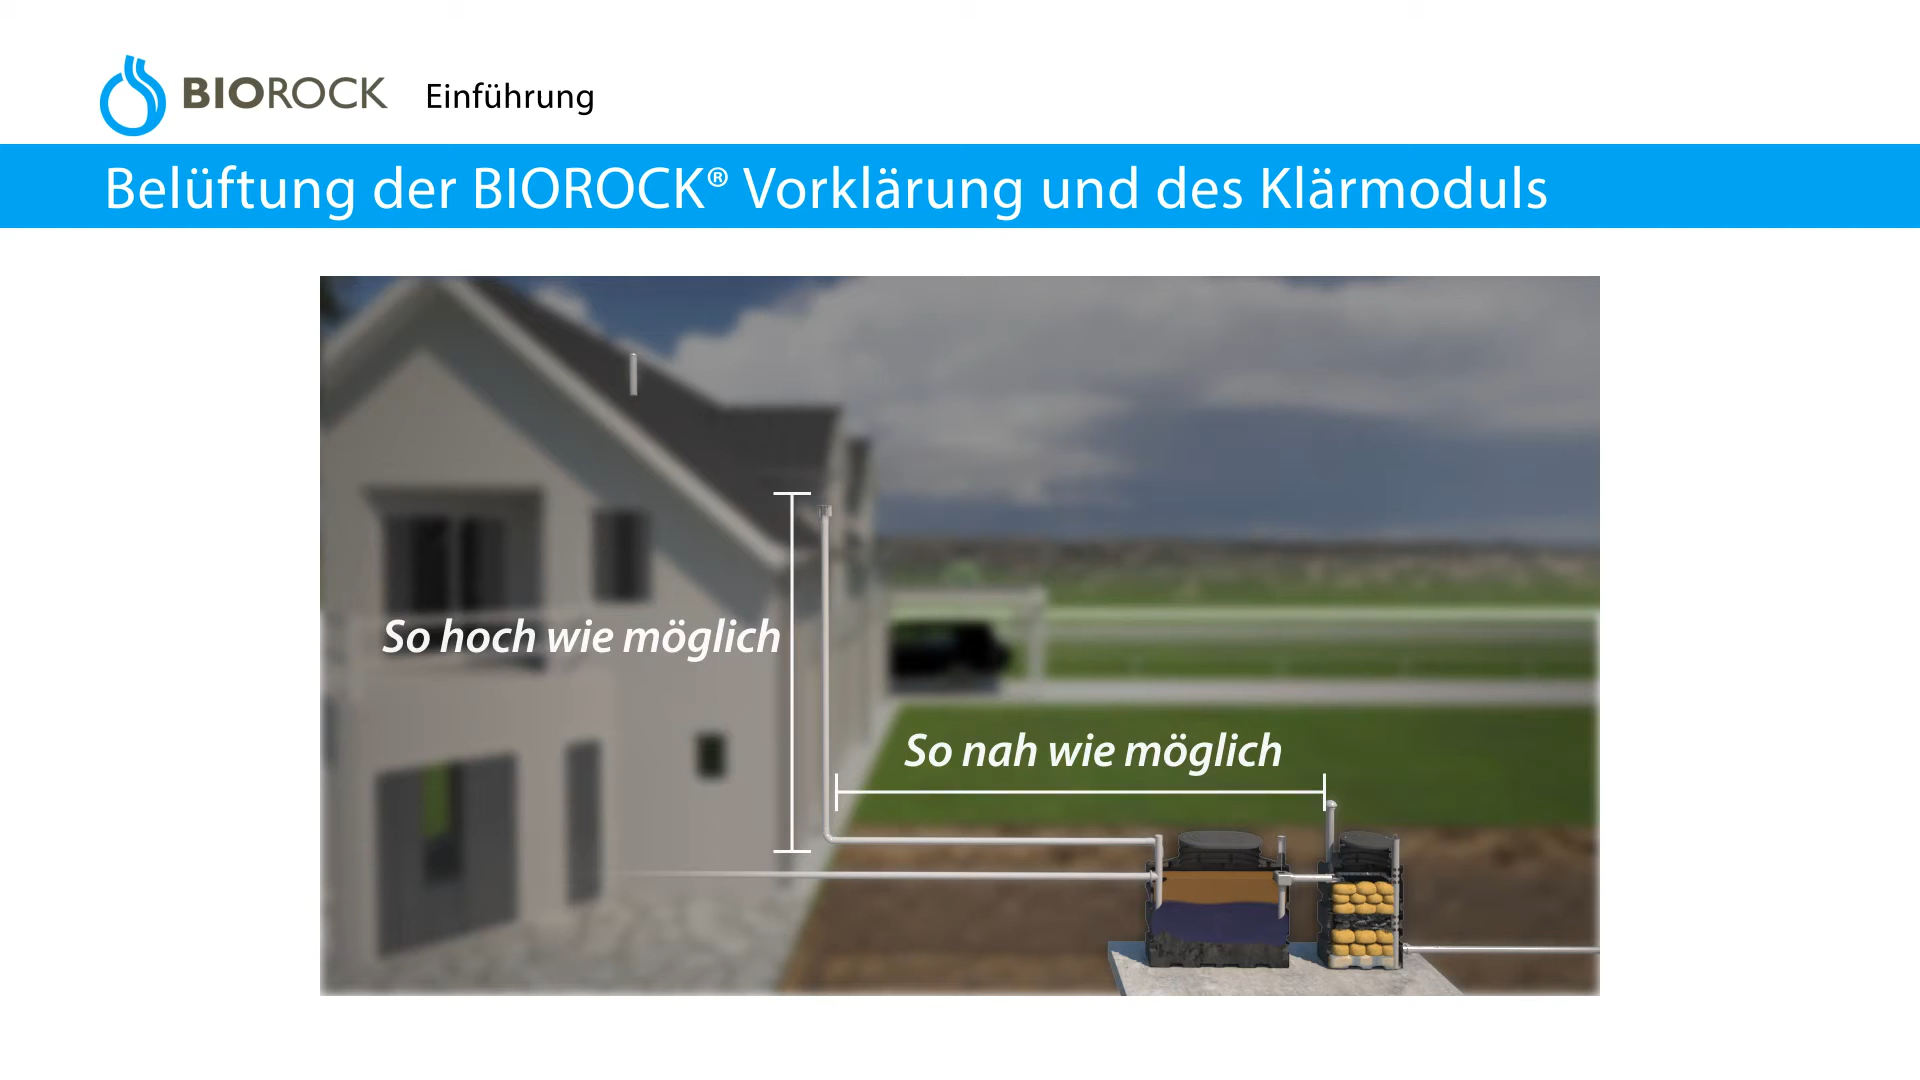 BIOROCK Einführung
Belüftung der BIOROCK® Vorklärung und des Klärmoduls
So hoch wie möglich
So nah wie möglich